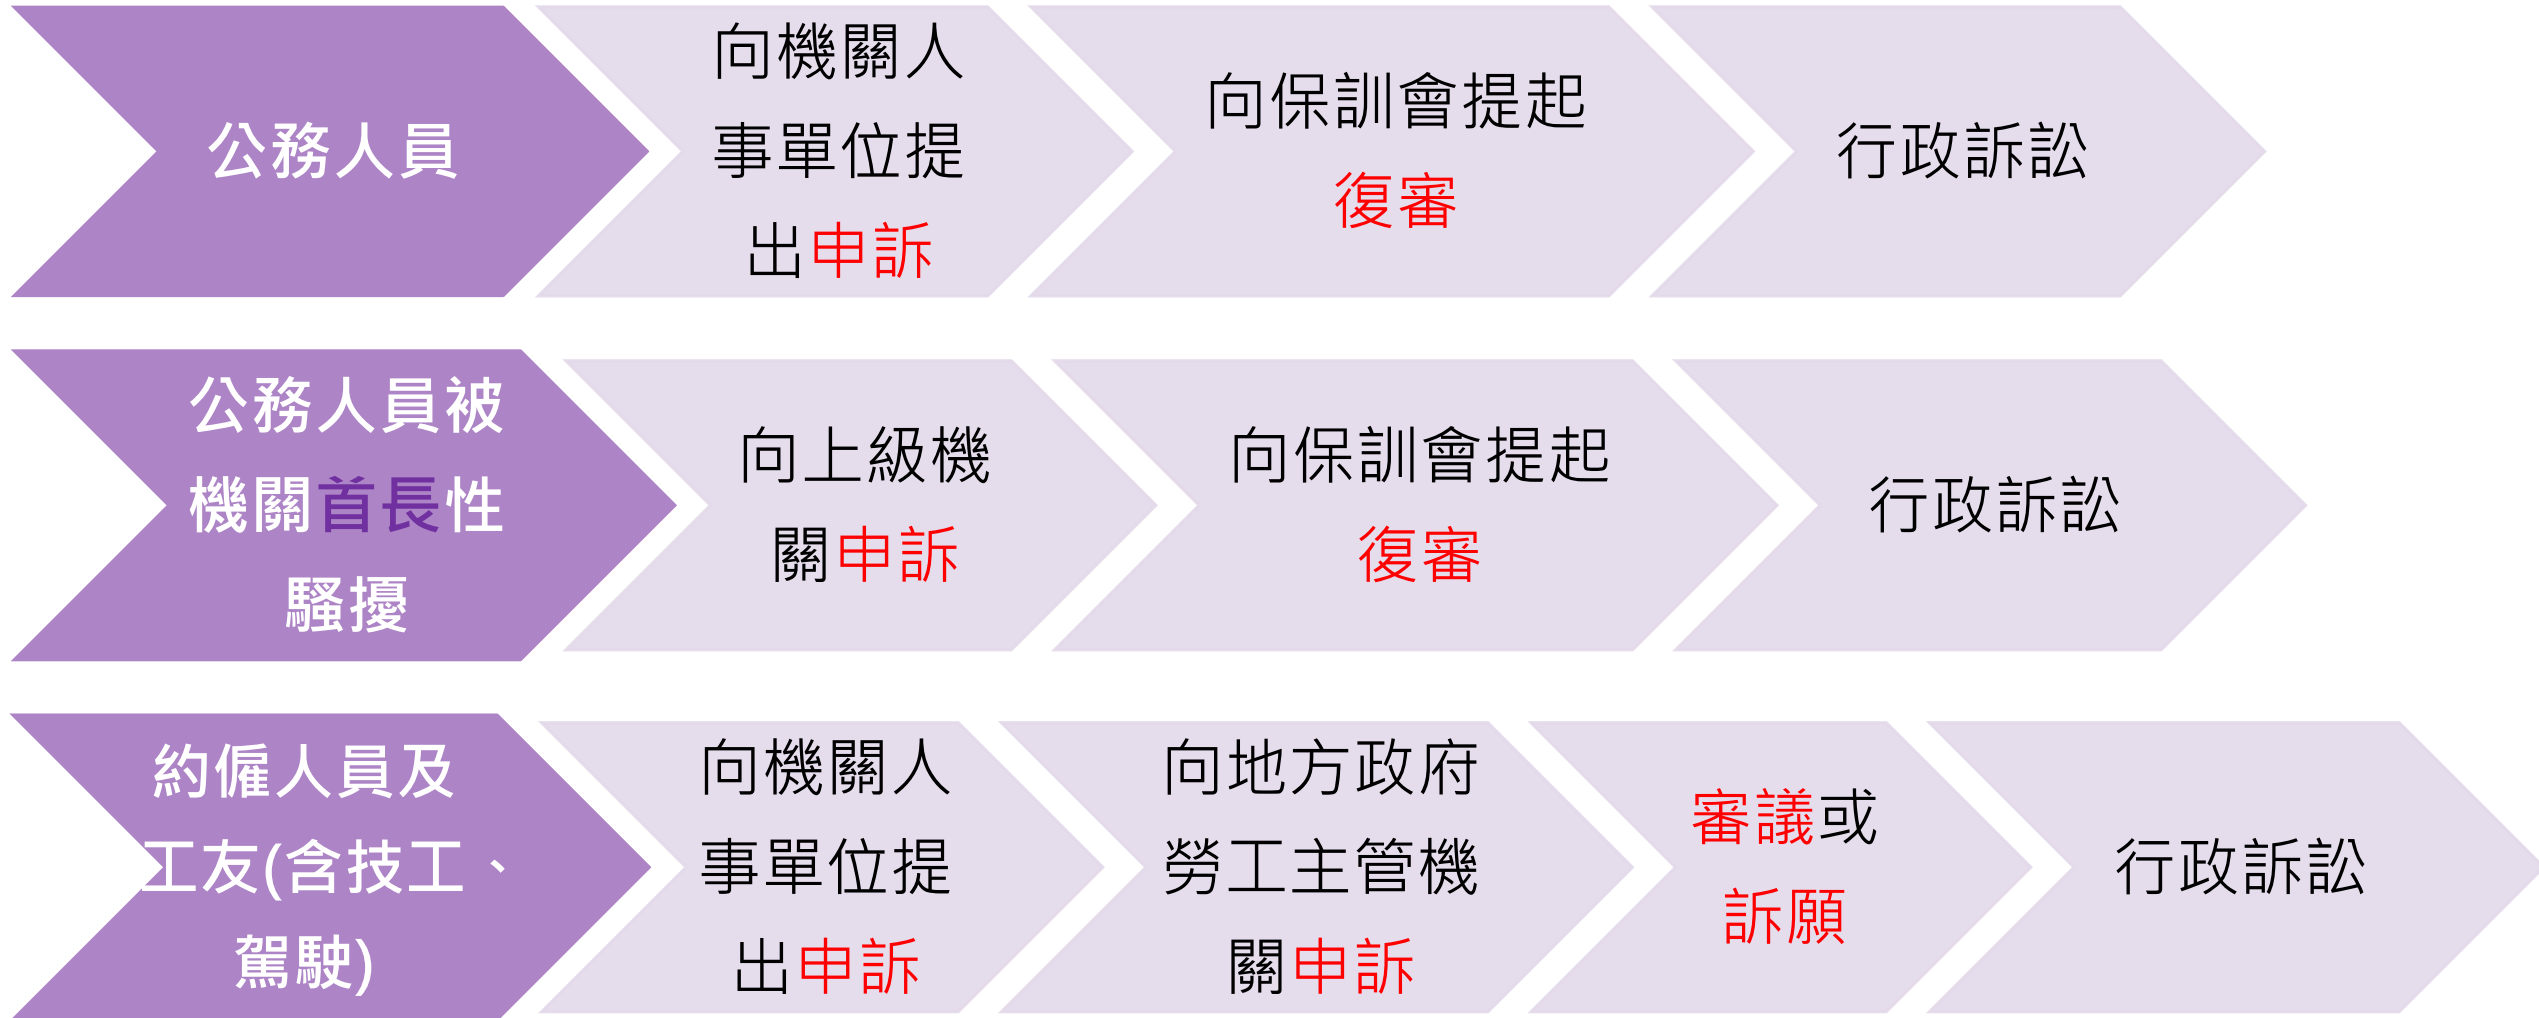 公務人員
向機關人
事單位提
出申訴
向保訓會提起
復審
行政訴訟
公務人員被
機關首長性
騷擾
向上級機
關申訴
向保訓會提起
復審
行政訴訟
約僱人員及
工友(含技工、
駕駛)
向機關人
事單位提
出申訴
向地方政府
勞工主管機
關申訴
審議或
訴願
行政訴訟